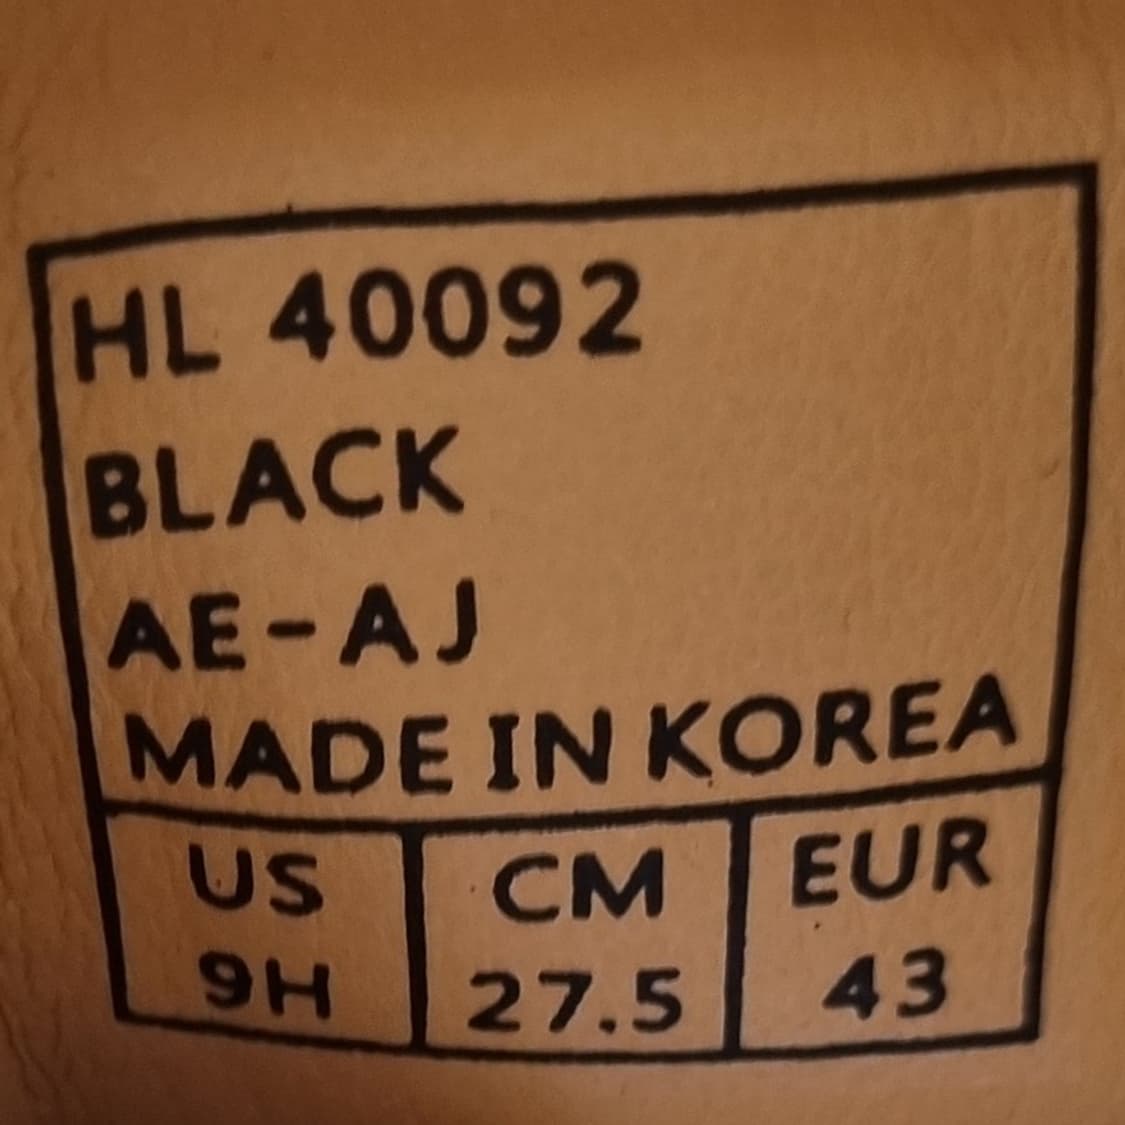 HL 40092
BLACK
AE-AJ
MADE IN KOREA
US CM EUR
9H 27.5 43